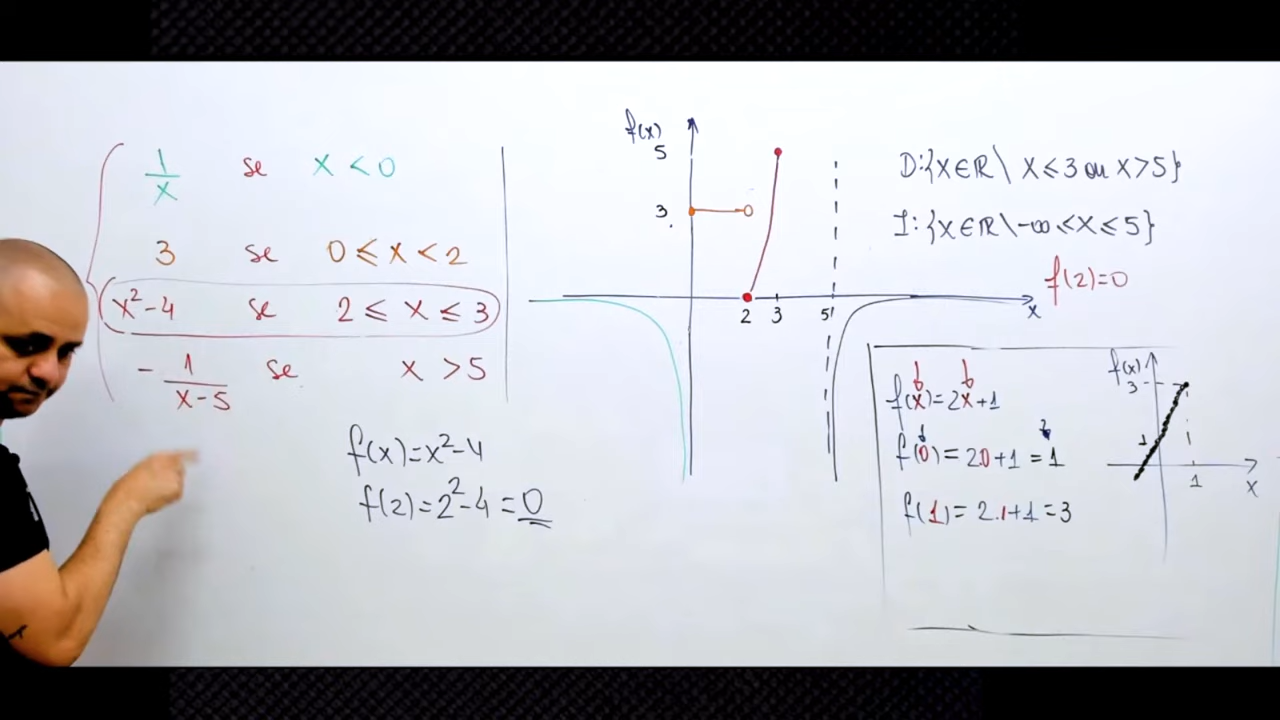 1/x se x < 0
3 se 0 ⩽ x < 2
x²-4 se 2 ⩽ x ⩽ 3
- 1/(x-5) se x > 5
f(x)=x²-4
f(2)=2²-4=0
f(x)
5
3
2 3 5
x
D:{x∈R\ x⩽3 ou x>5}
I:{x∈R\-∞<x⩽5}
f(2)=0
f(x)=2x+1
f(0)=2.0+1=1
f(1)=2.1+1=3
f(x)
3
1
1
x